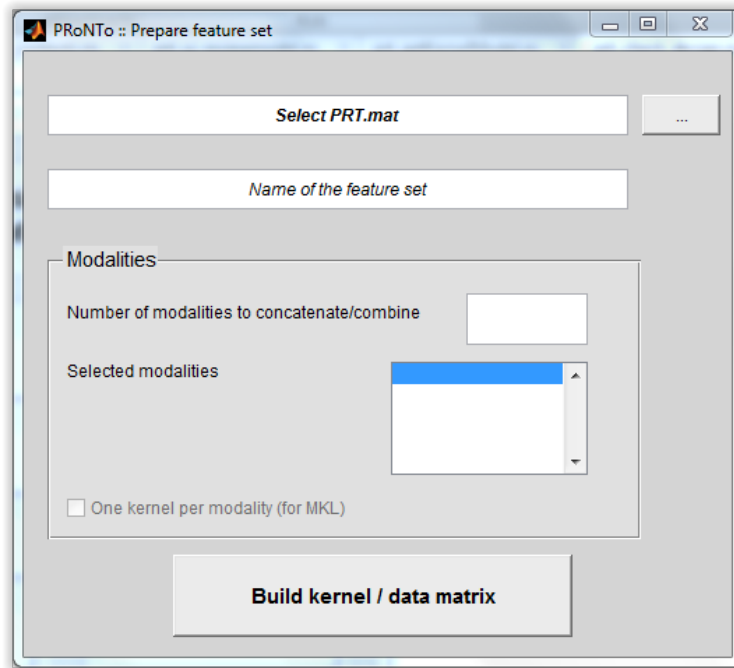 PRoNTo :: Prepare feature set
Select PRT.mat
...
Name of the feature set
Modalities
Number of modalities to concatenate/combine
Selected modalities
One kernel per modality (for MKL)
Build kernel / data matrix